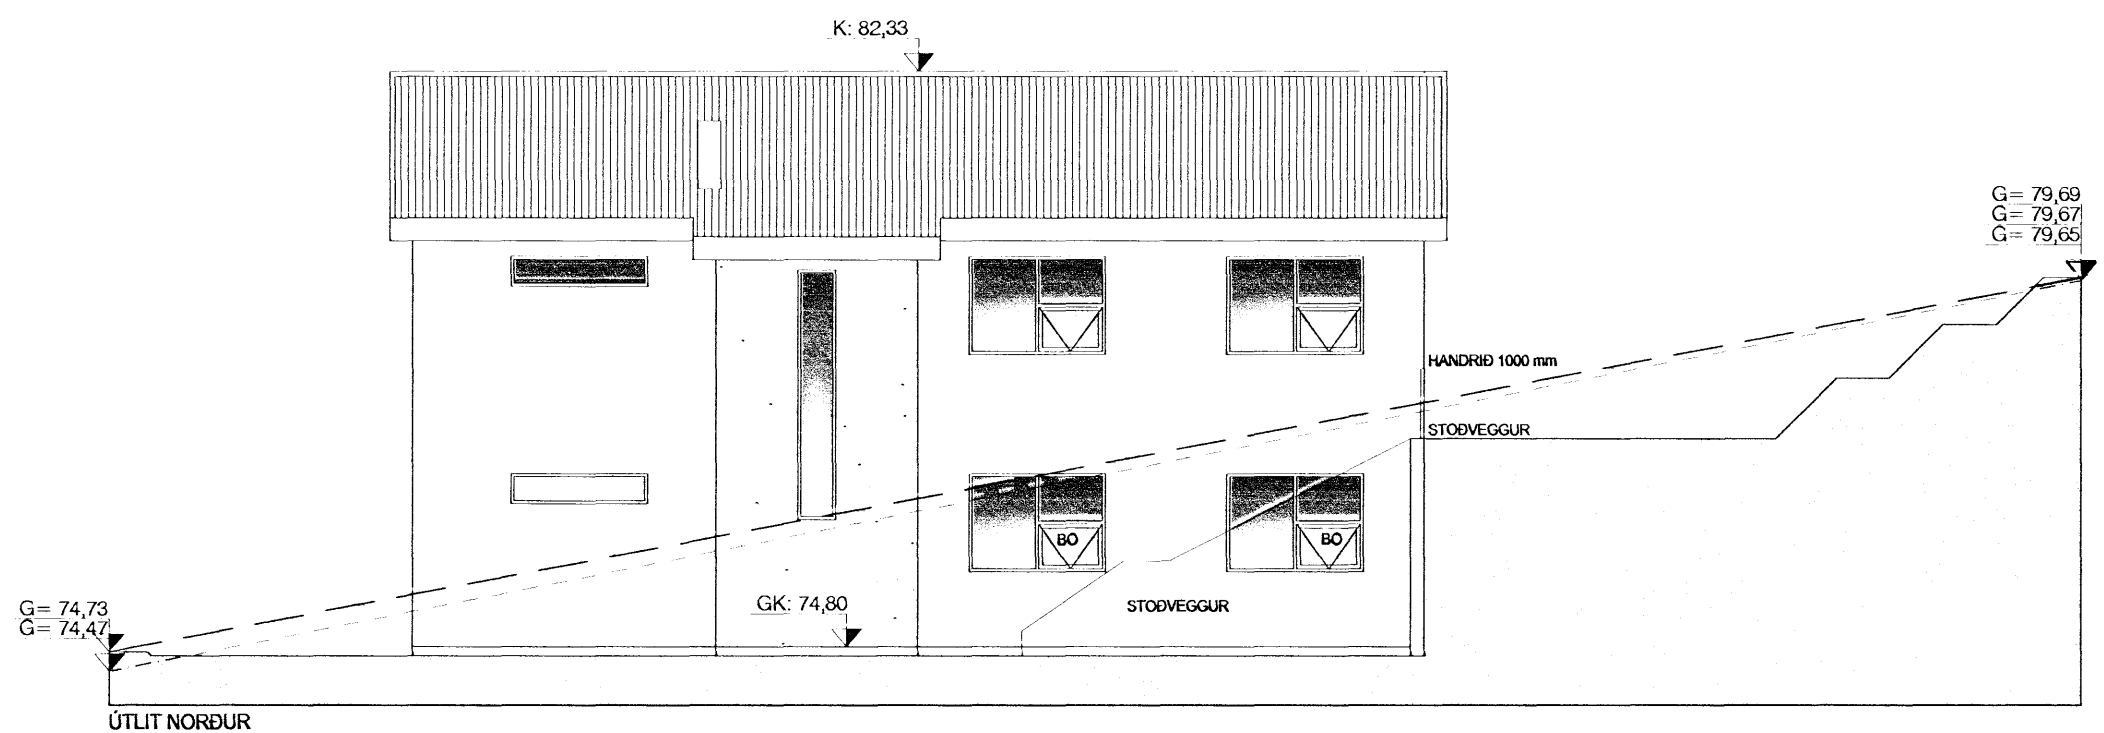 K: 82,33
G= 79,69
G= 79,67
G= 79,65
HANDRIÐ 1000 mm
STOÐVEGGUR
BO
BO
GK: 74,80
STOÐVEGGUR
G= 74,73
G= 74,47
ÚTLIT NORÐUR